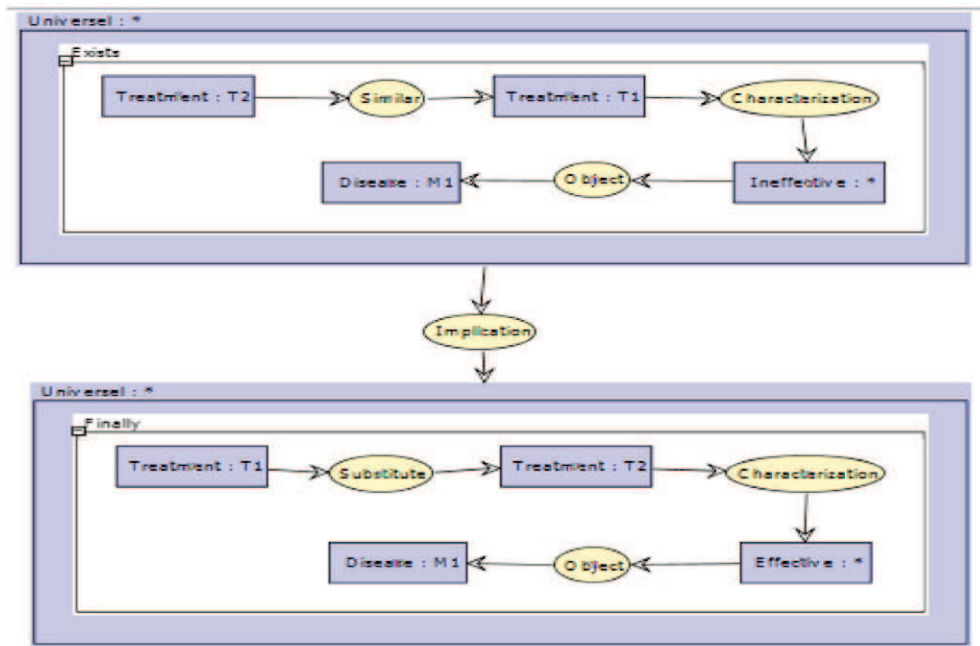 Universel : *
Exists
Treatment : T2 Similar Treatment : T1 Characterization
Disease : M1 Object Ineffective : *
Implication
Universel : *
Finally
Treatment : T1 Substitute Treatment : T2 Characterization
Disease : M1 Object Effective : *